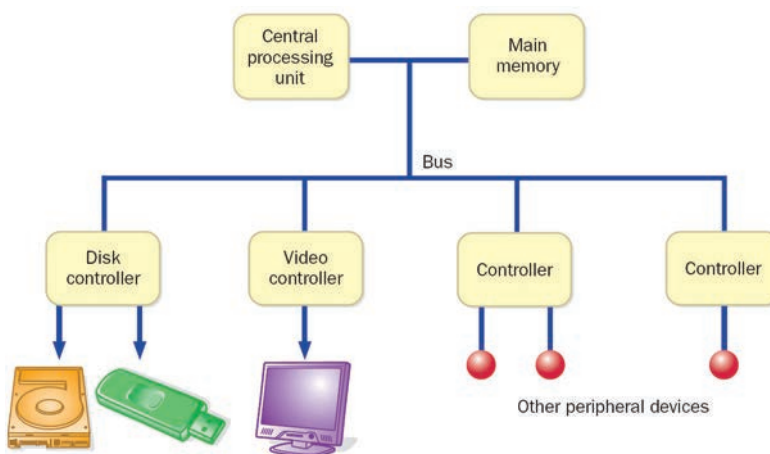 Central
processing
unit
Main
memory
Bus
Disk
controller
Video
controller
Controller
Controller
Other peripheral devices